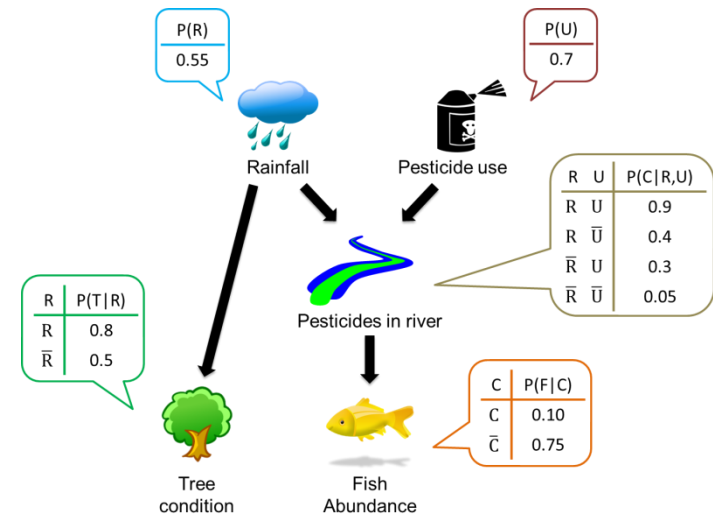 P(R)
0.55
P(U)
0.7
Rainfall
Pesticide use
R U P(C|R,U)
R U 0.9
R U̅ 0.4
R̅ U 0.3
R̅ U̅ 0.05
R P(T|R)
R 0.8
R̅ 0.5
Pesticides in river
C P(F|C)
C 0.10
C̅ 0.75
Tree
condition
Fish
Abundance